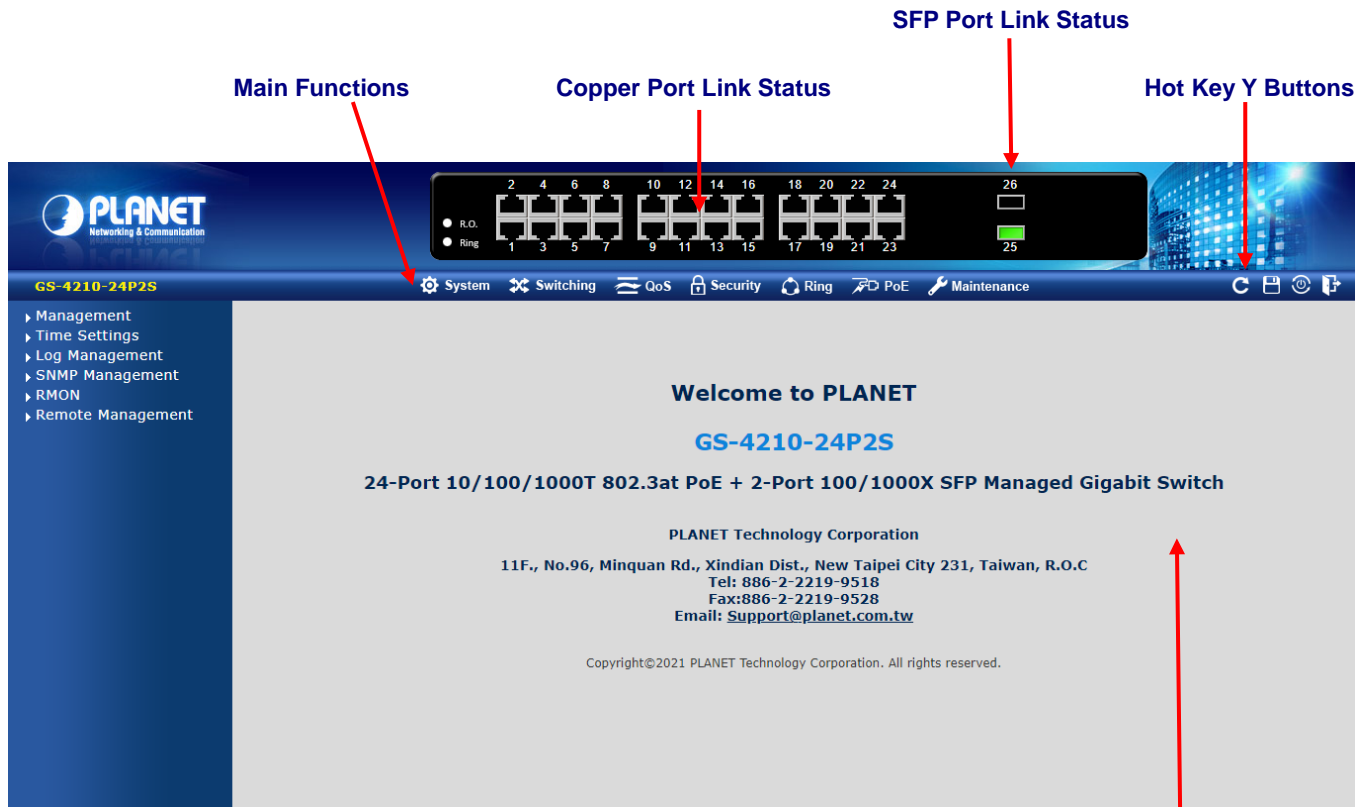 SFP Port Link Status
Main Functions
Copper Port Link Status
Hot Key Y Buttons
PLANET
Networking & Communication
2 4 6 8 10 12 14 16 18 20 22 24 26
R.O.
Ring
1 3 5 7 9 11 13 15 17 19 21 23 25
GS-4210-24P2S
System Switching QoS Security Ring PoE Maintenance
Management
Time Settings
Log Management
SNMP Management
RMON
Remote Management
Welcome to PLANET
GS-4210-24P2S
24-Port 10/100/1000T 802.3at PoE + 2-Port 100/1000X SFP Managed Gigabit Switch
PLANET Technology Corporation
11F., No.96, Minquan Rd., Xindian Dist., New Taipei City 231, Taiwan, R.O.C
Tel: 886-2-2219-9518
Fax:886-2-2219-9528
Email: Support@planet.com.tw
Copyright©2021 PLANET Technology Corporation. All rights reserved.